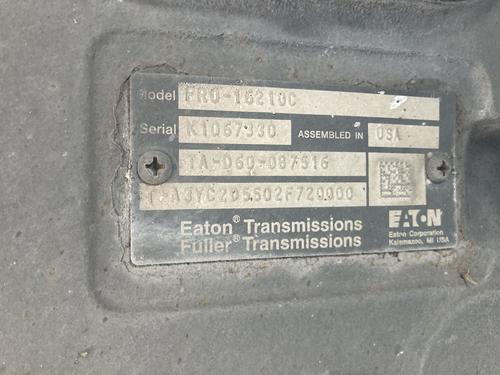 Model FRO-16210C
Serial K1067330 ASSEMBLED IN USA
TA-D60-087516
Eaton® Transmissions
Fuller® Transmissions
EATON
Eaton Corporation
Kalamazoo, MI USA